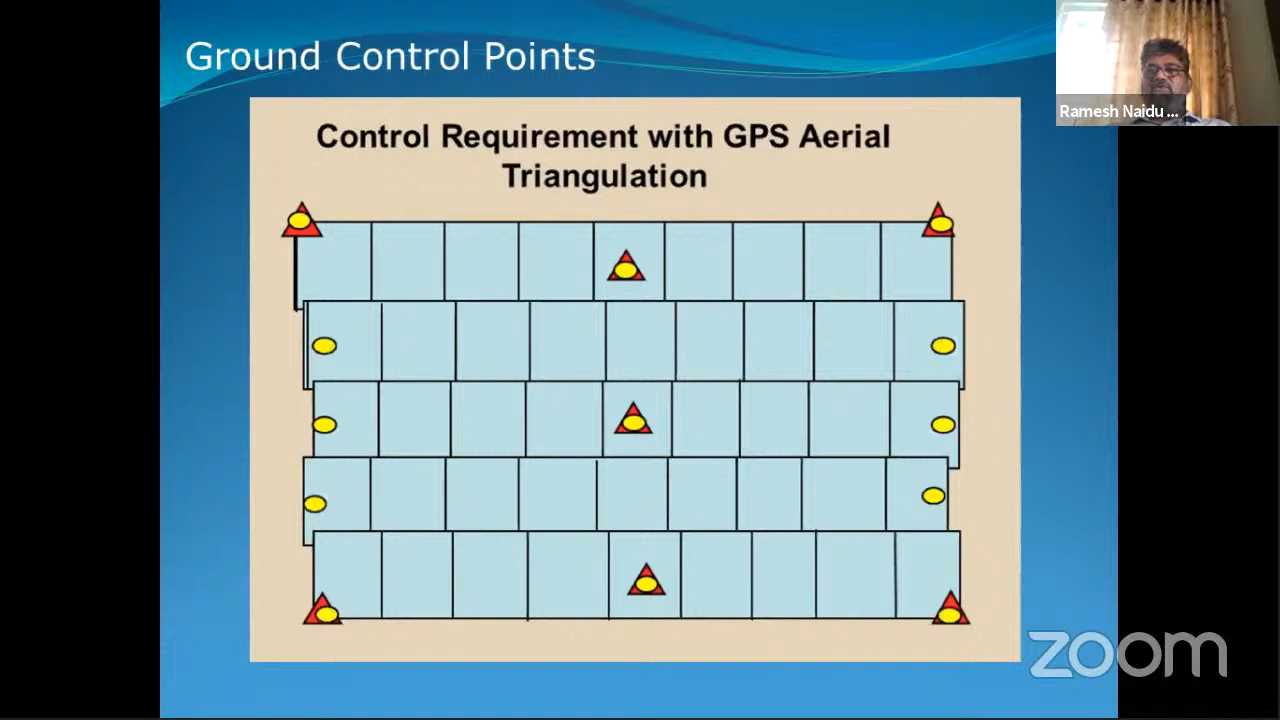 Ground Control Points
Ramesh Naidu ...
Control Requirement with GPS Aerial
Triangulation
zoom